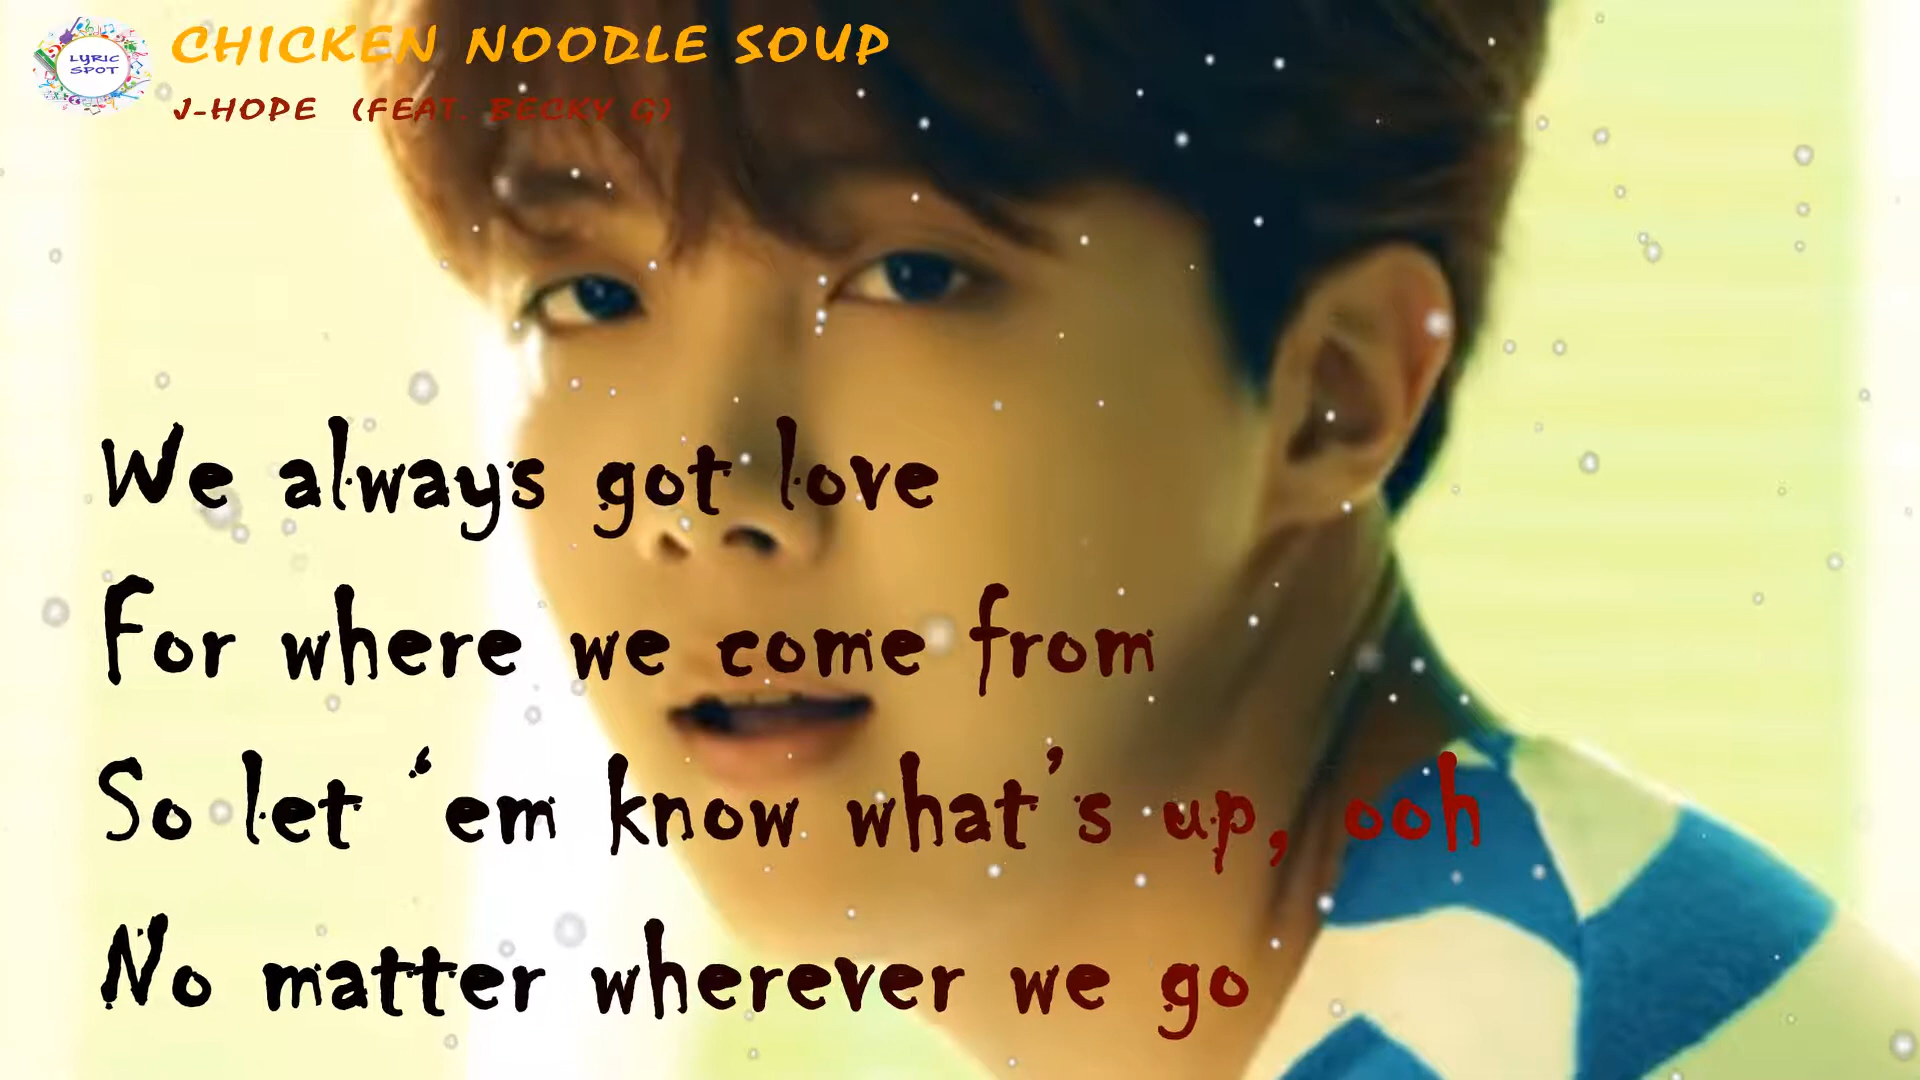 LYRIC
SPOT
CHICKEN NOODLE SOUP
J-HOPE (FEAT. BECKY G)
We always got love
For where we come from
So let ‘em know what’s up, ooh
No matter wherever we go